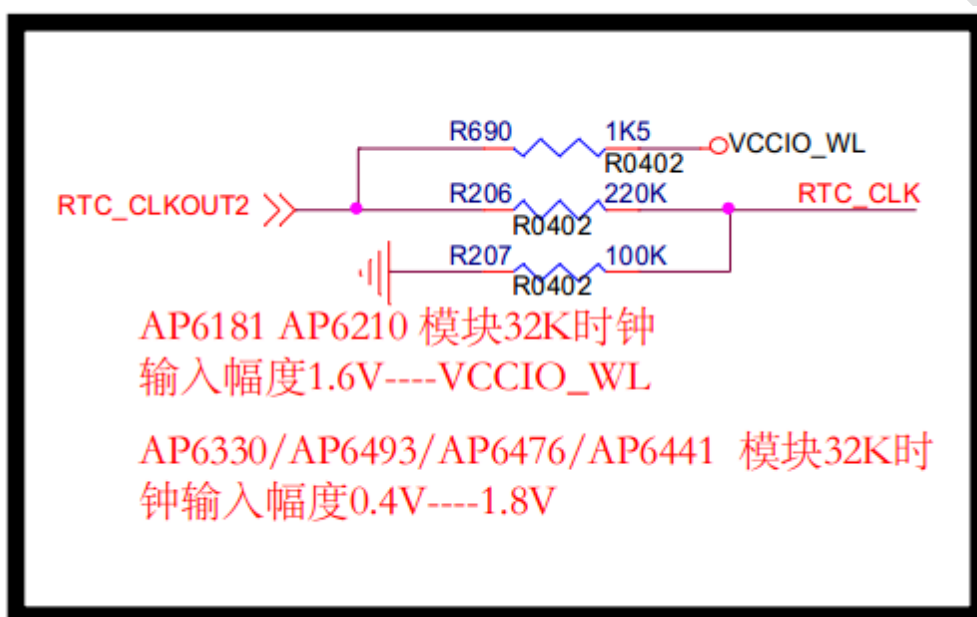 R690 1K5
VCCIO_WL
R0402
RTC_CLKOUT2
R206 220K
RTC_CLK
R0402
R207 100K
R0402
AP6181 AP6210 模块32K时钟
输入幅度1.6V----VCCIO_WL
AP6330/AP6493/AP6476/AP6441 模块32K时
钟输入幅度0.4V----1.8V